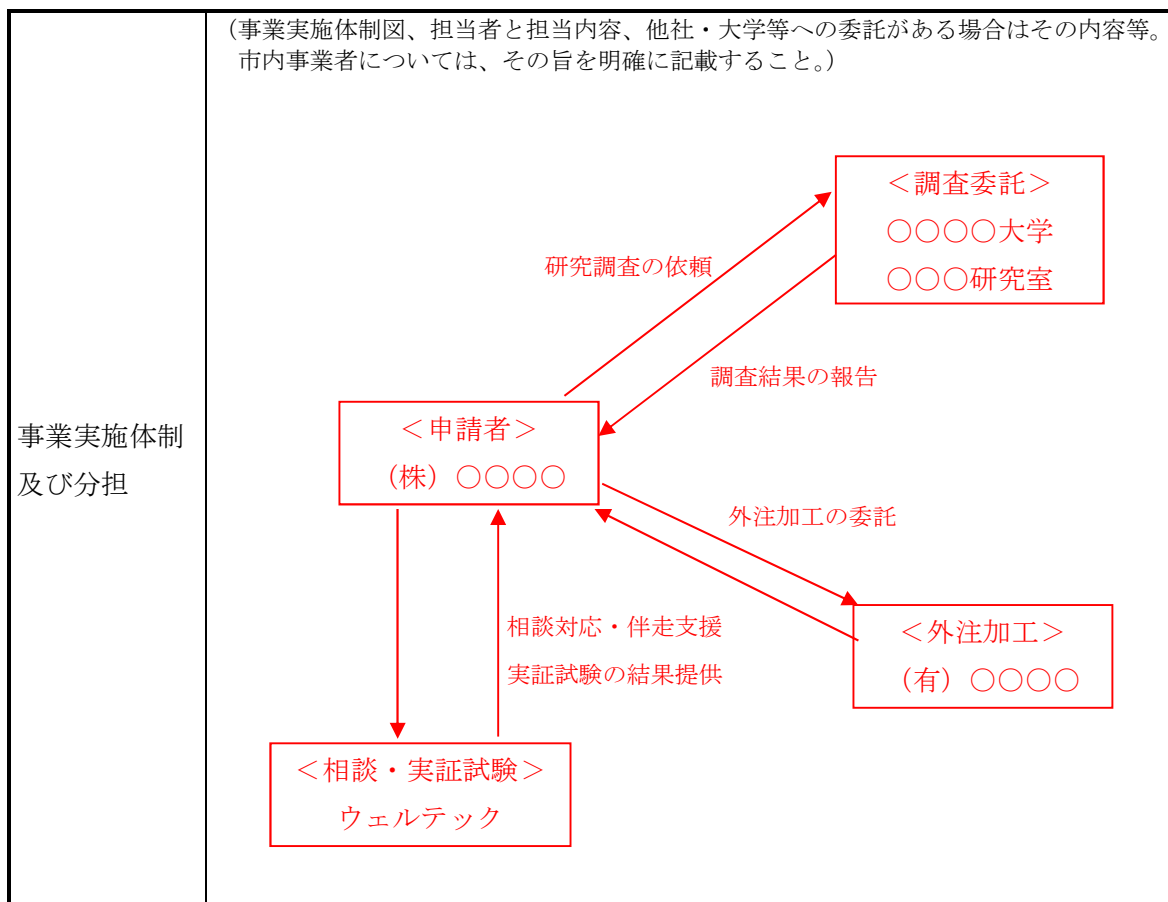 （事業実施体制図、担当者と担当内容、他社・大学等への委託がある場合はその内容等。
市内事業者については、その旨を明確に記載すること。）
＜調査委託＞
〇〇〇〇大学
〇〇〇研究室
研究調査の依頼
調査結果の報告
事業実施体制
及び分担
＜申請者＞
（株）〇〇〇〇
外注加工の委託
相談対応・伴走支援
実証試験の結果提供
＜外注加工＞
（有）〇〇〇〇
＜相談・実証試験＞
ウェルテック